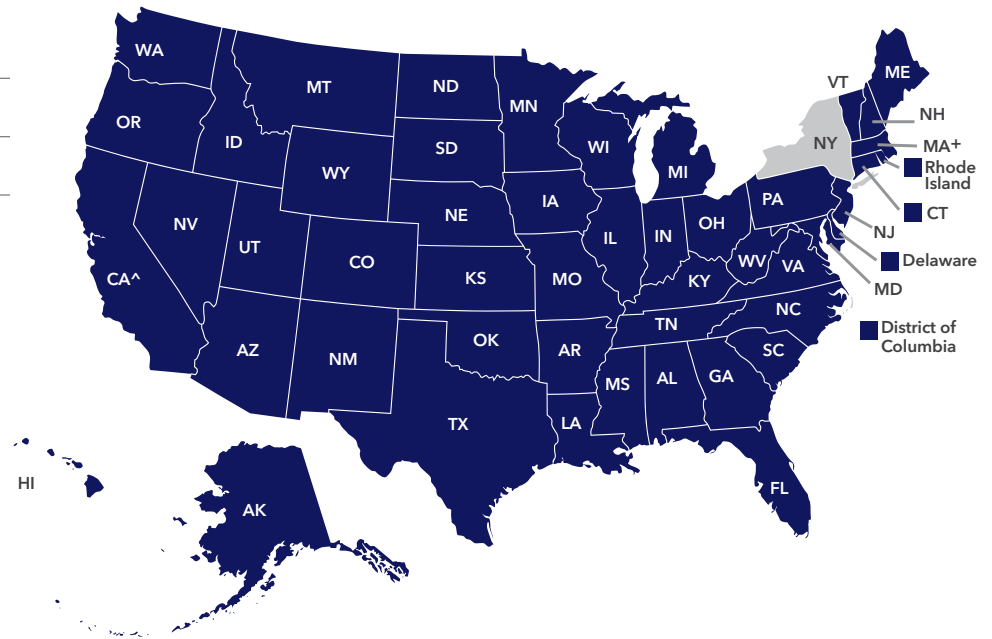 WA
ME
VT
MT
ND
MN
NH
OR
ID
SD
WI
NY
MA+
MI
Rhode
Island
WY
PA
CT
NE
IA
OH
NV
IL
IN
NJ
UT
CO
WV
VA
Delaware
CA^
KS
MO
KY
MD
NC
TN
District of
Columbia
AZ
NM
OK
AR
SC
MS
AL
GA
TX
LA
HI
FL
AK